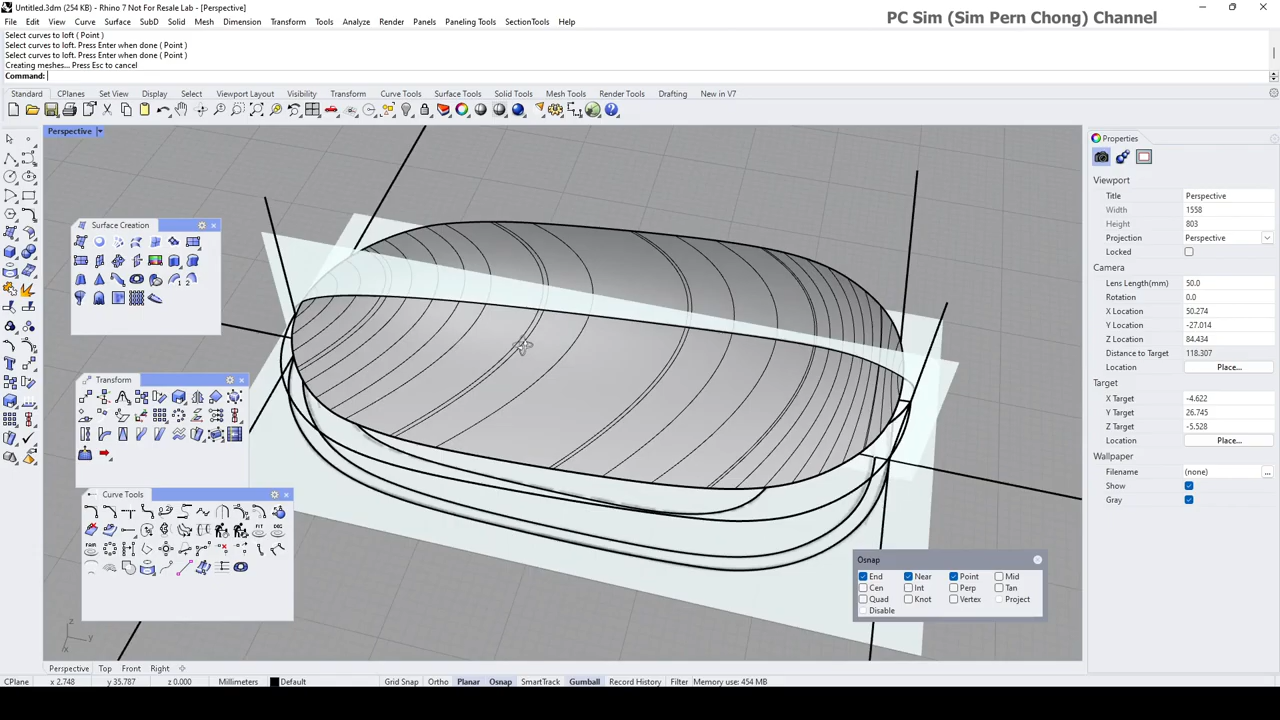 Untitled.3dm (254 KB) - Rhino 7 Not For Resale Lab - [Perspective]
PC Sim (Sim Pern Chong) Channel
File Edit View Curve Surface SubD Solid Mesh Dimension Transform Tools Analyze Render Panels Paneling Tools SectionTools Help
Select curves to loft ( Point )
Select curves to loft. Press Enter when done ( Point )
Select curves to loft. Press Enter when done ( Point )
Creating meshes... Press Esc to cancel
Command:
Standard CPlanes Set View Display Select Viewport Layout Visibility Transform Curve Tools Surface Tools Solid Tools Mesh Tools Render Tools Drafting New in V7
Perspective
Properties
Viewport
Title Perspective
Width 1558
Height 803
Projection Perspective
Locked
Camera
Lens Length(mm) 50.0
Rotation 0.0
X Location 50.274
Y Location -27.014
Z Location 84.434
Distance to Target 118.307
Location Place...
Target
X Target -4.622
Y Target 26.745
Z Target -5.528
Location Place...
Wallpaper
Filename (none) ...
Show
Gray
Surface Creation
Transform
Curve Tools
Osnap
End Near Point Mid
Cen Int Perp Tan
Quad Knot Vertex Project
Disable
z
x y
Perspective Top Front Right
CPlane x 2.748 y 35.787 z 0.000 Millimeters Default Grid Snap Ortho Planar Osnap SmartTrack Gumball Record History Filter Memory use: 454 MB